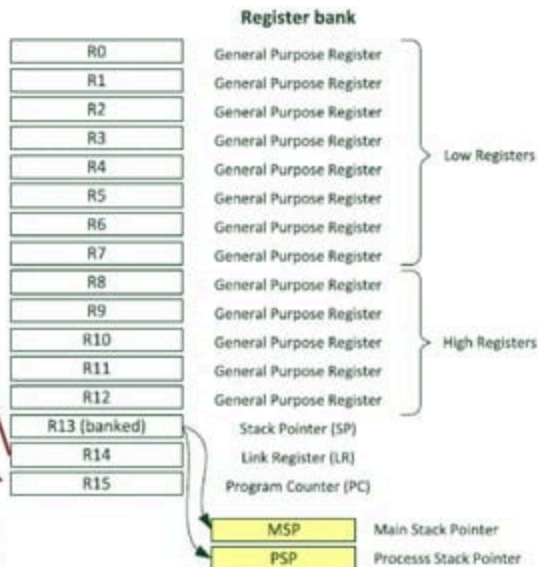 Register bank
R0 General Purpose Register
R1 General Purpose Register
R2 General Purpose Register
R3 General Purpose Register
Low Registers
R4 General Purpose Register
R5 General Purpose Register
R6 General Purpose Register
R7 General Purpose Register
R8 General Purpose Register
R9 General Purpose Register
R10 General Purpose Register
High Registers
R11 General Purpose Register
R12 General Purpose Register
R13 (banked) Stack Pointer (SP)
R14 Link Register (LR)
R15 Program Counter (PC)
MSP Main Stack Pointer
PSP Processs Stack Pointer